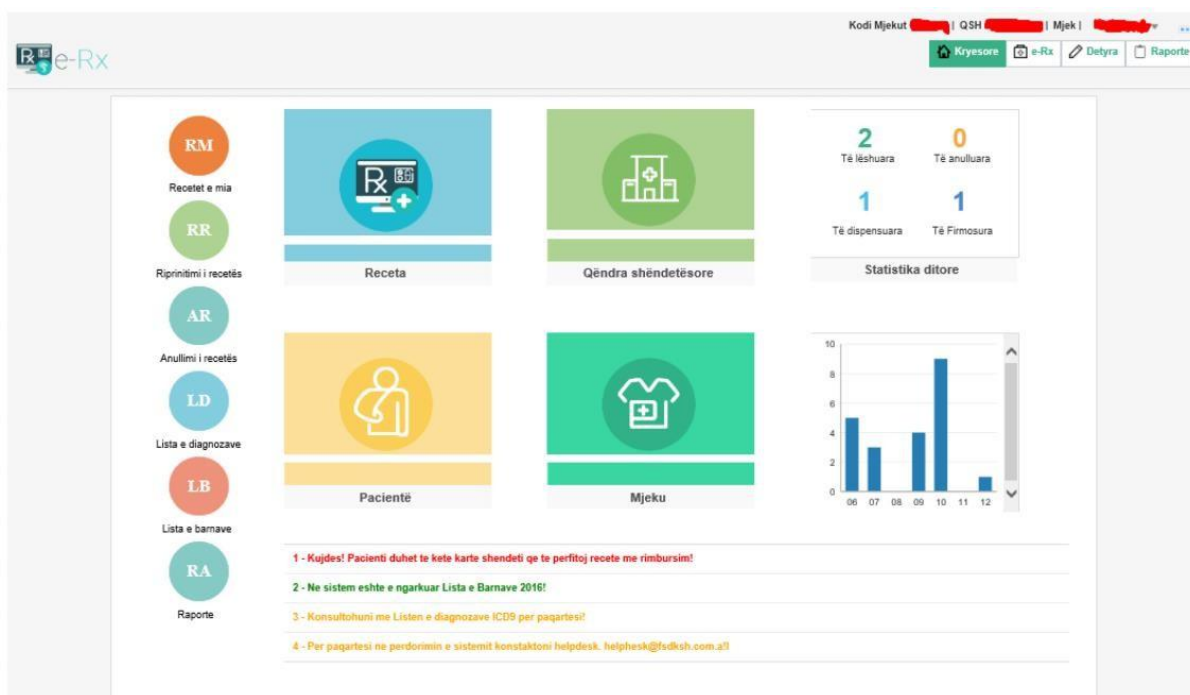 Kodi Mjekut | QSH | Mjek |
Rx e-Rx
Kryesore e-Rx Detyra Raporte
RM
Recetet e mia
RR
Riprinitimi i recetës
AR
Anullimi i recetës
LD
Lista e diagnozave
LB
Lista e barnave
RA
Raporte
Rx
Receta
Qëndra shëndetësore
2 0
Të lëshuara Të anulluara
1 1
Të dispensuara Të Firmosura
Statistika ditore
Pacientë
Mjeku
10
8
6
4
2
0
06 07 08 09 10 11 12
1 - Kujdes! Pacienti duhet te kete karte shendeti qe te perfitoj recete me rimbursim!
2 - Ne sistem eshte e ngarkuar Lista e Barnave 2016!
3 - Konsultohuni me Listen e diagnozave ICD9 per paqartesi!
4 - Per paqartesi ne perdorimin e sistemit konstaktoni helpdesk. helphesk@fsdksh.com.al!